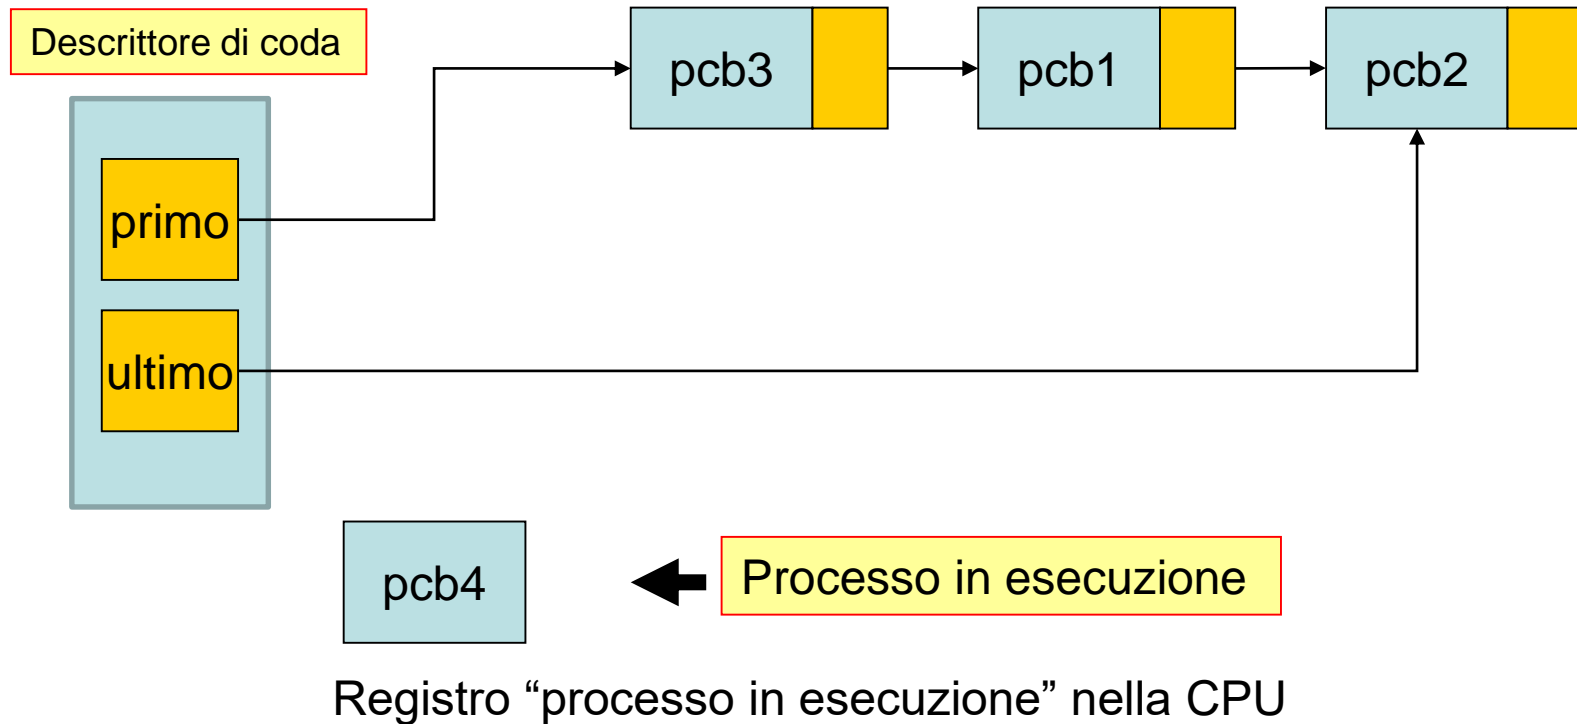 Descrittore di coda
pcb3
pcb1
pcb2
primo
ultimo
pcb4
Processo in esecuzione
Registro “processo in esecuzione” nella CPU